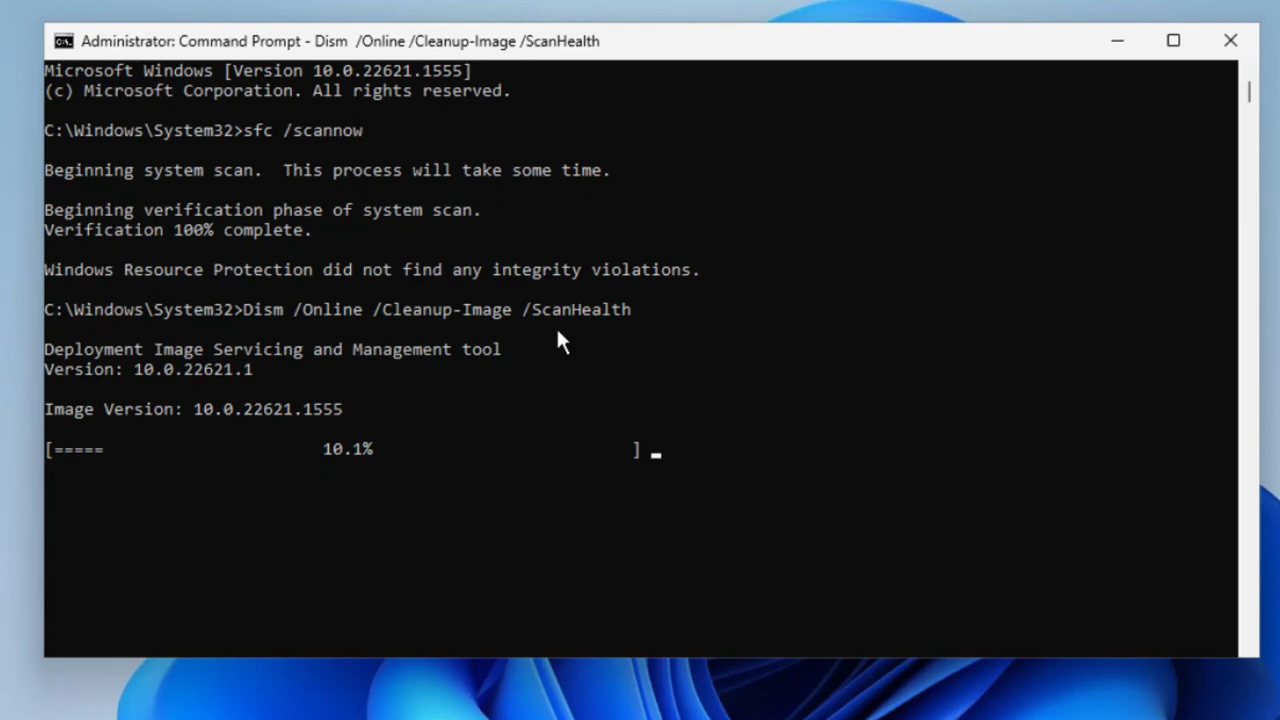 Administrator: Command Prompt - Dism  /Online /Cleanup-Image /ScanHealth
Microsoft Windows [Version 10.0.22621.1555]
(c) Microsoft Corporation. All rights reserved.
C:\Windows\System32>sfc /scannow
Beginning system scan.  This process will take some time.
Beginning verification phase of system scan.
Verification 100% complete.
Windows Resource Protection did not find any integrity violations.
C:\Windows\System32>Dism /Online /Cleanup-Image /ScanHealth
Deployment Image Servicing and Management tool
Version: 10.0.22621.1
Image Version: 10.0.22621.1555
[=====                      10.1%                          ]